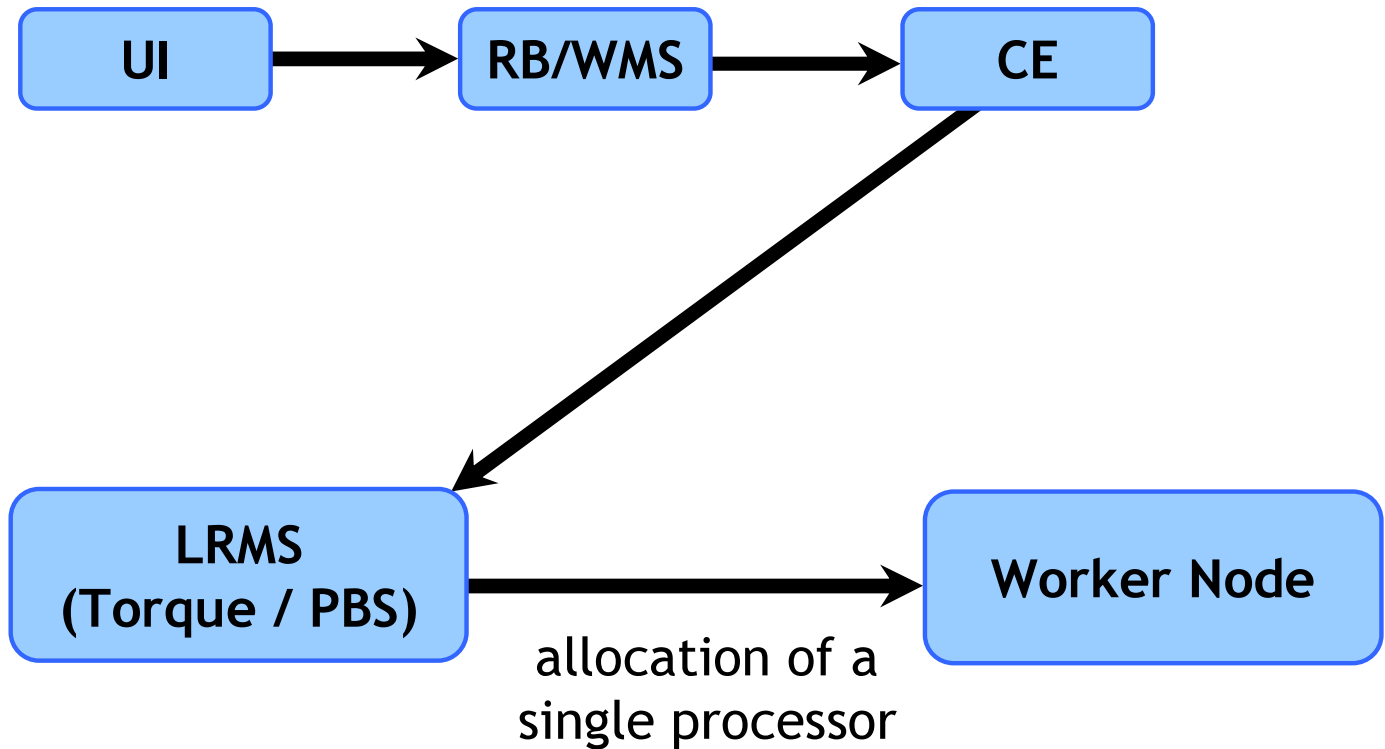 UI
RB/WMS
CE
LRMS
(Torque / PBS)
Worker Node
allocation of a
single processor